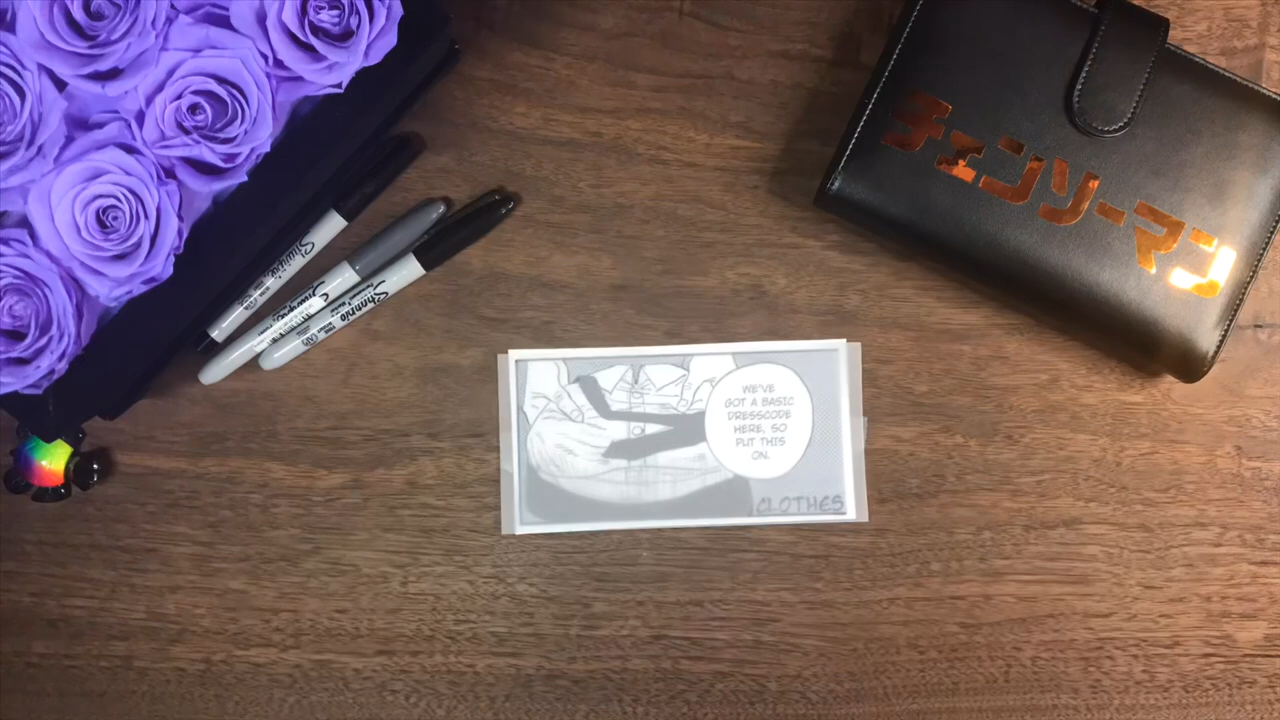 チェンソーマン
WE'VE
GOT A BASIC
DRESSCODE
HERE, SO
PUT THIS
ON.
CLOTHES